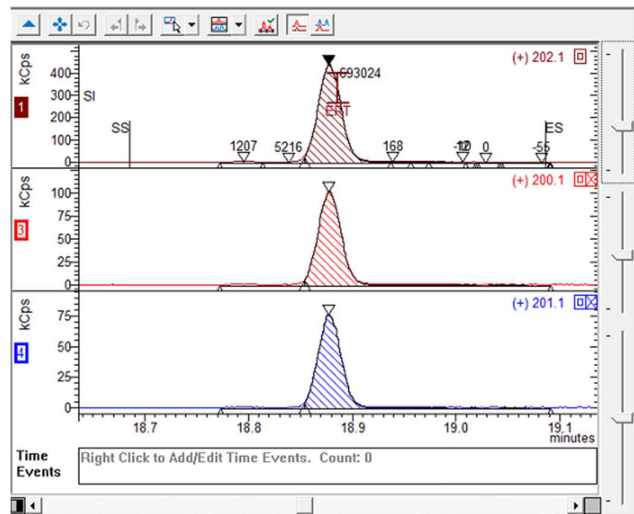 kCps
1
400
300
200
100
0
SI
SS
(+) 202.1
693024
ERT
1207
5216
168
0
-55
ES
kCps
3
100
75
50
25
0
(+) 200.1
kCps
4
75
50
25
0
(+) 201.1
18.7
18.8
18.9
19.0
19.1
minutes
Time
Events
Right Click to Add/Edit Time Events. Count: 0